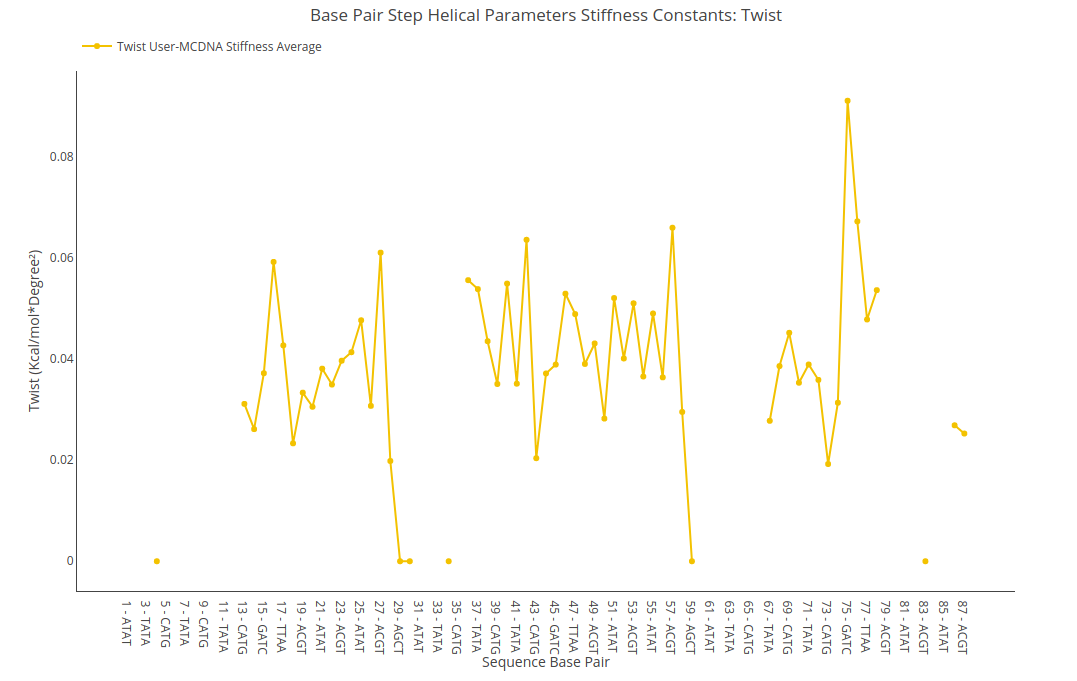 Base Pair Step Helical Parameters Stiffness Constants: Twist
Twist User-MCDNA Stiffness Average
Twist (Kcal/mol*Degree²)
0.08
0.06
0.04
0.02
0
1 - ATAT
3 - TATA
5 - CATG
7 - TATA
9 - CATG
11 - TATA
13 - CATG
15 - GATC
17 - TTAA
19 - ACGT
21 - ATAT
23 - ACGT
25 - ATAT
27 - ACGT
29 - AGCT
31 - ATAT
33 - TATA
35 - CATG
37 - TATA
39 - CATG
41 - TATA
43 - CATG
45 - GATC
47 - TTAA
49 - ACGT
51 - ATAT
53 - ACGT
55 - ATAT
57 - ACGT
59 - AGCT
61 - ATAT
63 - TATA
65 - CATG
67 - TATA
69 - CATG
71 - TATA
73 - CATG
75 - GATC
77 - TTAA
79 - ACGT
81 - ATAT
83 - ACGT
85 - ATAT
87 - ACGT
Sequence Base Pair